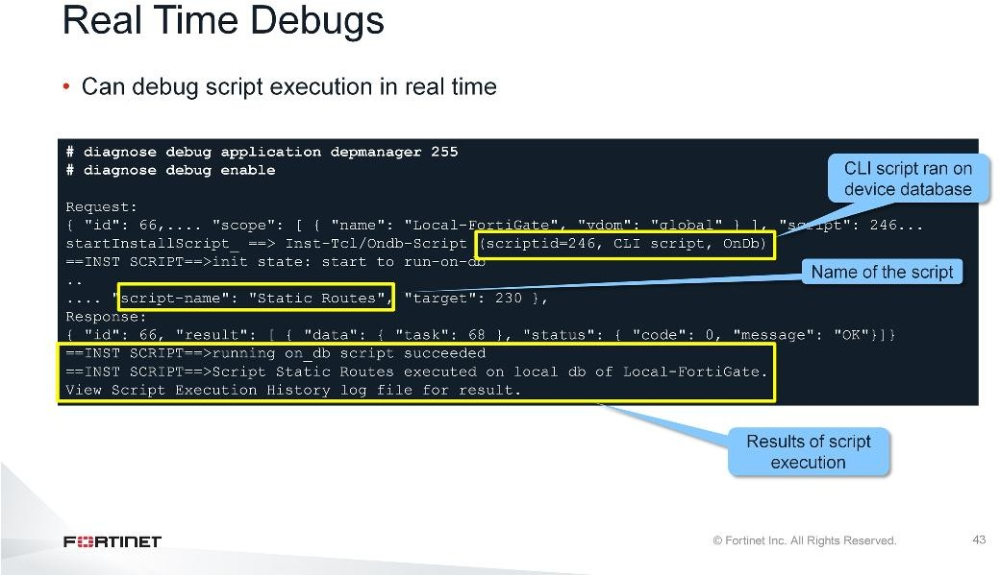 Real Time Debugs
• Can debug script execution in real time
# diagnose debug application depmanager 255
# diagnose debug enable
CLI script ran on
device database
Request:
{ "id": 66,.... "scope": [ { "name": "Local-FortiGate", "vdom": "global" } ], "script": 246...
startInstallScript_ ==> Inst-Tcl/Ondb-Script (scriptid=246, CLI script, OnDb)
==INST SCRIPT==>init state: start to run-on-db
..
Name of the script
.... "script-name": "Static Routes", "target": 230 },
Response:
{ "id": 66, "result": [ { "data": { "task": 68 }, "status": { "code": 0, "message": "OK"}]}
==INST SCRIPT==>running on_db script succeeded
==INST SCRIPT==>Script Static Routes executed on local db of Local-FortiGate.
View Script Execution History log file for result.
Results of script
execution
FORTINET
© Fortinet Inc. All Rights Reserved.
43